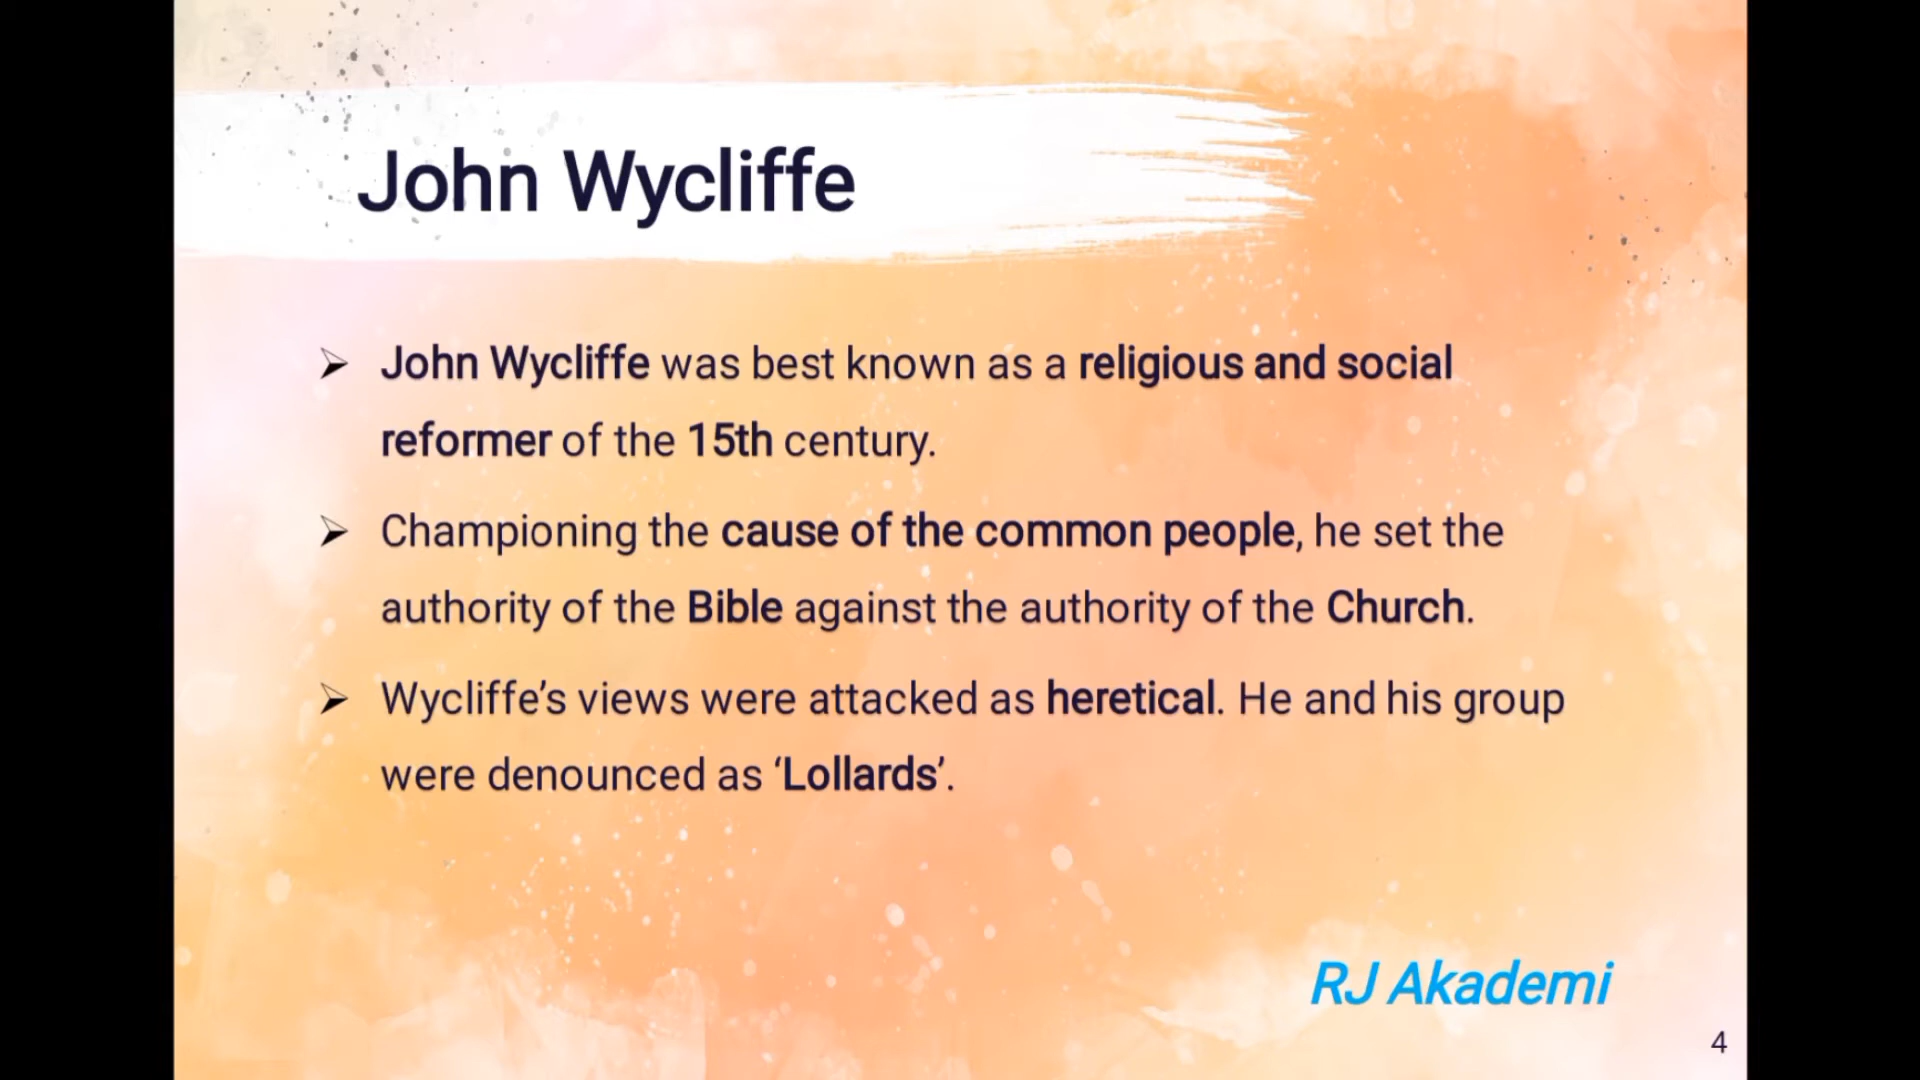 John Wycliffe
➢ John Wycliffe was best known as a religious and social
reformer of the 15th century.
➢ Championing the cause of the common people, he set the
authority of the Bible against the authority of the Church.
➢ Wycliffe’s views were attacked as heretical. He and his group
were denounced as ‘Lollards’.
RJ Akademi
4